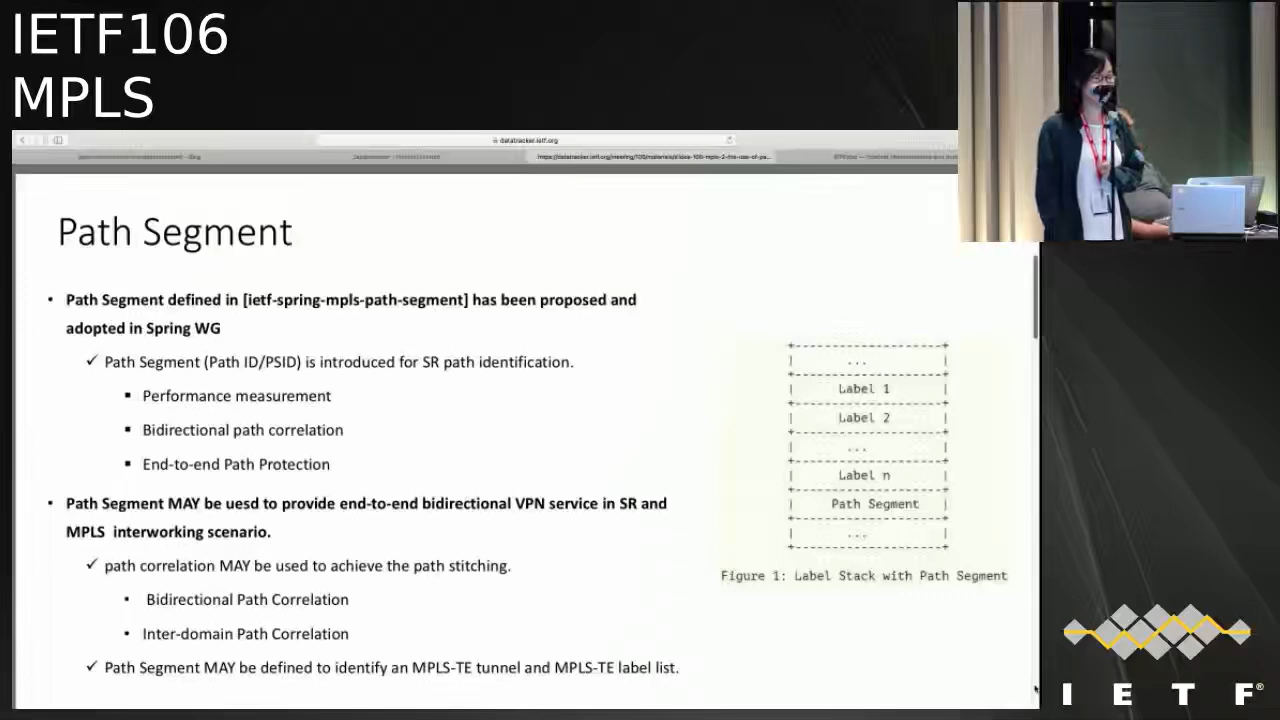 IETF106
MPLS
datatracker.ietf.org
Path Segment
• Path Segment defined in [ietf-spring-mpls-path-segment] has been proposed and
adopted in Spring WG
✓ Path Segment (Path ID/PSID) is introduced for SR path identification.
▪ Performance measurement
▪ Bidirectional path correlation
▪ End-to-end Path Protection
• Path Segment MAY be uesd to provide end-to-end bidirectional VPN service in SR and
MPLS interworking scenario.
✓ path correlation MAY be used to achieve the path stitching.
• Bidirectional Path Correlation
• Inter-domain Path Correlation
✓ Path Segment MAY be defined to identify an MPLS-TE tunnel and MPLS-TE label list.
...
Label 1
Label 2
...
Label n
Path Segment
...
Figure 1: Label Stack with Path Segment
I E T F®